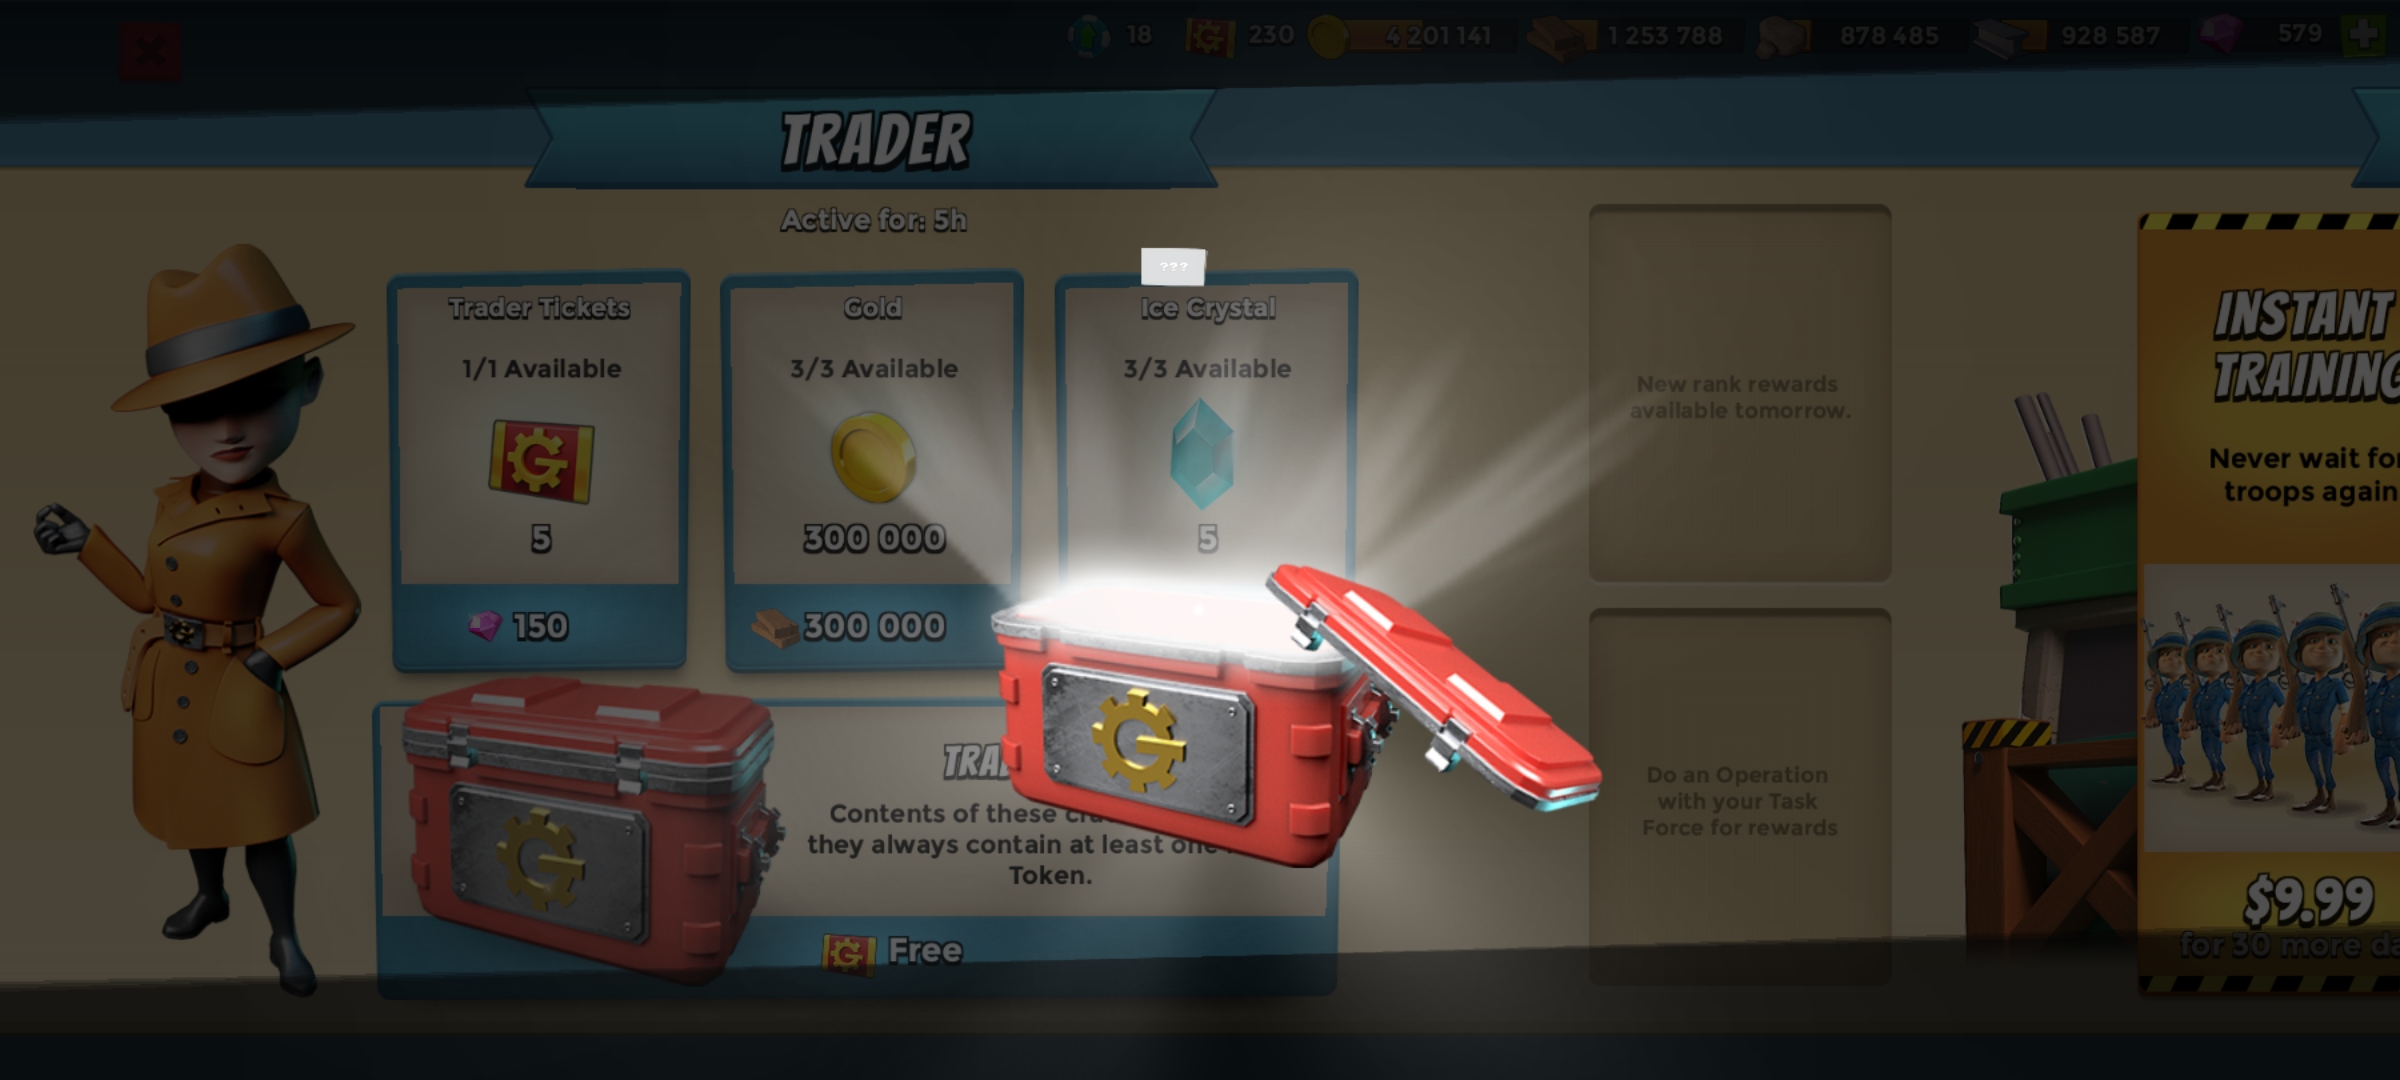 18
230
4 201 141
1 253 788
878 485
928 587
579
TRADER
Active for: 5h
???
Trader Tickets
1/1 Available
5
150
Gold
3/3 Available
300 000
300 000
Ice Crystal
3/3 Available
5
Contents of these
they always contain at least
Token.
Free
New rank rewards
available tomorrow.
Do an Operation
with your Task
Force for rewards
INSTANT
TRAINING
Never wait for
troops again
$9.99
for 30 more